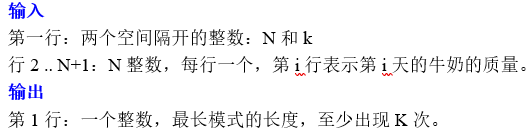 输入
第一行：两个空间隔开的整数：N 和 k
行 2 .. N+1：N 整数，每行一个，第 i 行表示第 i 天的牛奶的质量。
输出
第 1 行：一个整数，最长模式的长度，至少出现 K 次。